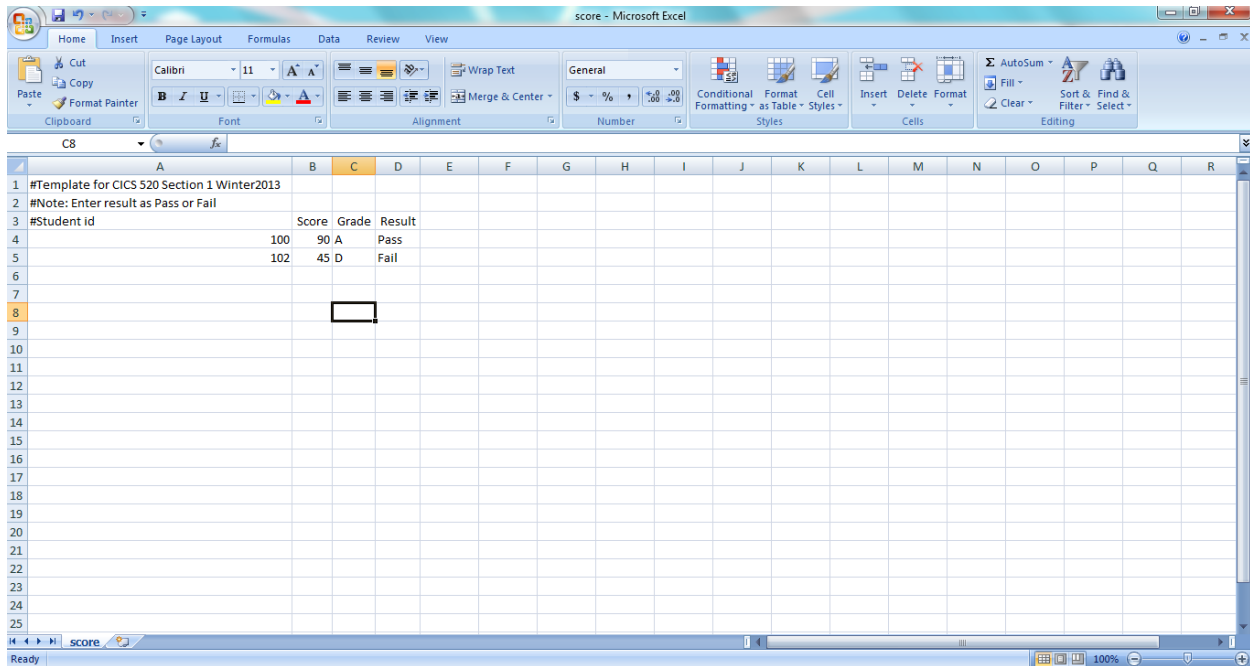 score - Microsoft Excel
Home Insert Page Layout Formulas Data Review View
Cut
Copy
Format Painter
Paste
Clipboard
Calibri 11
B I U
Font
Wrap Text
Merge & Center
Alignment
General
$ % ,
Number
Conditional Formatting
Format as Table
Cell Styles
Styles
Insert Delete Format
Cells
Σ AutoSum
Fill
Clear
Sort & Filter
Find & Select
Editing
C8 fx
A B C D E F G H I J K L M N O P Q R
1 #Template for CICS 520 Section 1 Winter2013
2 #Note: Enter result as Pass or Fail
3 #Student id Score Grade Result
4 100 90 A Pass
5 102 45 D Fail
6
7
8
9
10
11
12
13
14
15
16
17
18
19
20
21
22
23
24
25
score
Ready 100%